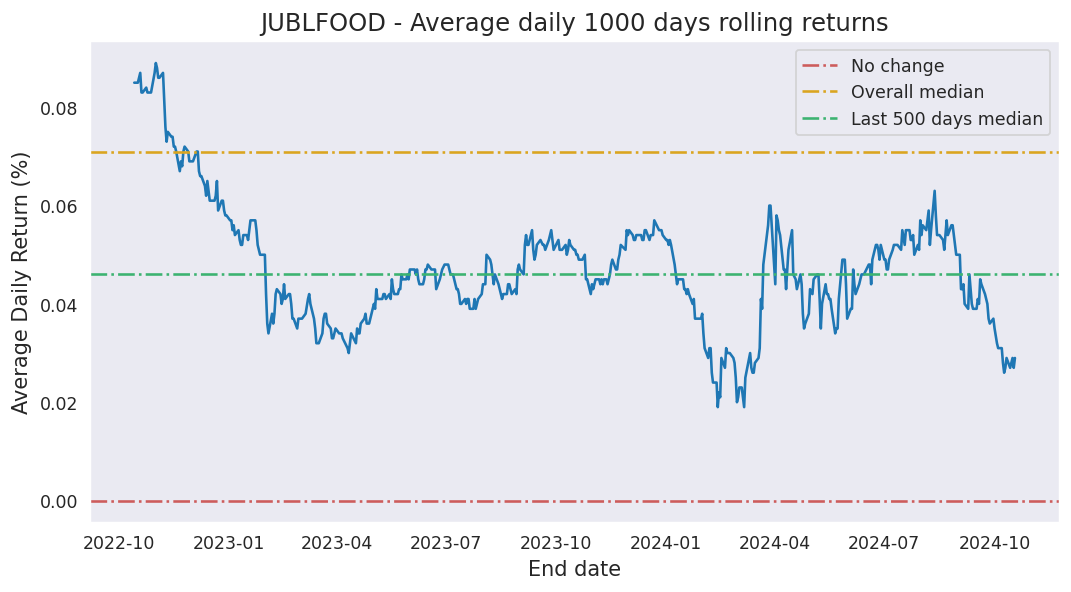 JUBLFOOD - Average daily 1000 days rolling returns
No change
Overall median
Last 500 days median
Average Daily Return (%)
0.08
0.06
0.04
0.02
0.00
2022-10 2023-01 2023-04 2023-07 2023-10 2024-01 2024-04 2024-07 2024-10
End date